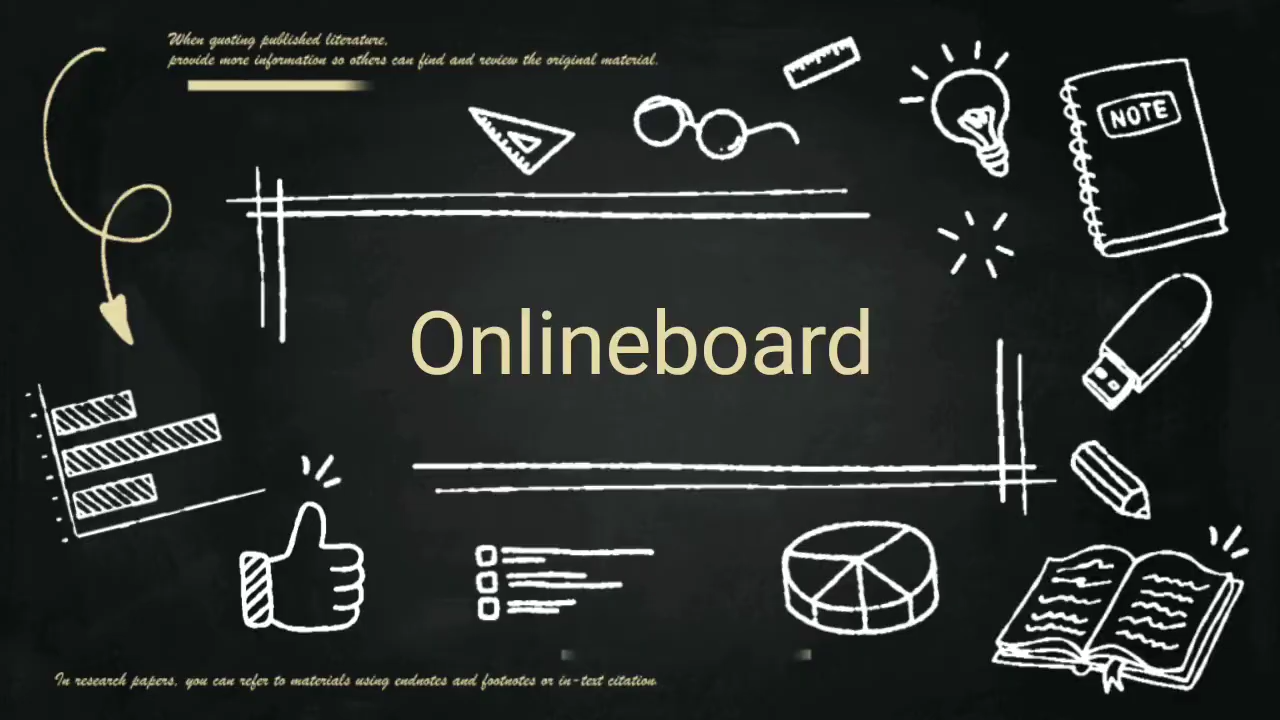 When quoting published literature,
provide more information so others can find and review the original material.
NOTE
Onlineboard
In research papers, you can refer to materials using endnotes and footnotes or in-text citation.